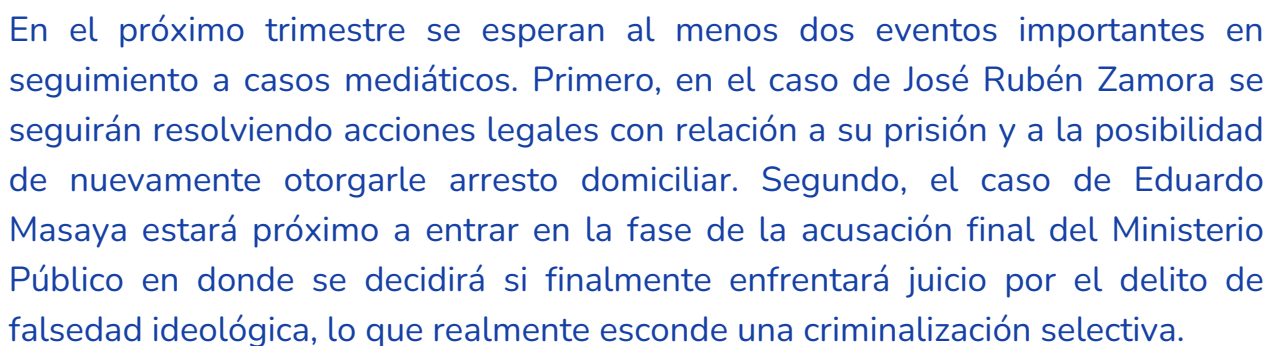 En el próximo trimestre se esperan al menos dos eventos importantes en
seguimiento a casos mediáticos. Primero, en el caso de José Rubén Zamora se
seguirán resolviendo acciones legales con relación a su prisión y a la posibilidad
de nuevamente otorgarle arresto domiciliar. Segundo, el caso de Eduardo
Masaya estará próximo a entrar en la fase de la acusación final del Ministerio
Público en donde se decidirá si finalmente enfrentará juicio por el delito de
falsedad ideológica, lo que realmente esconde una criminalización selectiva.